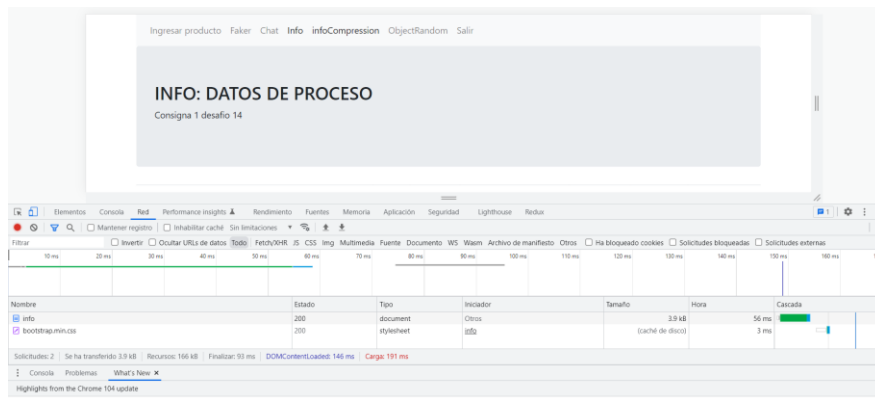 Ingresar producto Faker Chat Info infoCompression ObjectRandom Salir
INFO: DATOS DE PROCESO
Consigna 1 desafio 14
Elementos Consola Red Performance insights Rendimiento Fuentes Memoria Aplicación Seguridad Lighthouse Redux 1
Mantener registro Inhabilitar caché Sin limitaciones
Filtrar Invertir Ocultar URLs de datos Todo Fetch/XHR JS CSS Img Multimedia Fuente Documento WS Wasm Archivo de manifiesto Otros Ha bloqueado cookies Solicitudes bloqueadas Solicitudes externas
10 ms 20 ms 30 ms 40 ms 50 ms 60 ms 70 ms 80 ms 90 ms 100 ms 110 ms 120 ms 130 ms 140 ms 150 ms 160 ms
Nombre Estado Tipo Iniciador Tamaño Hora Cascada
info 200 document Otros 3.9 kB 56 ms
bootstrap.min.css 200 stylesheet info (caché de disco) 3 ms
Solicitudes: 2 Se ha transferido 3.9 kB Recursos: 166 kB Finalizar: 93 ms DOMContentLoaded: 146 ms Carga: 191 ms
Consola Problemas What's New
Highlights from the Chrome 104 update